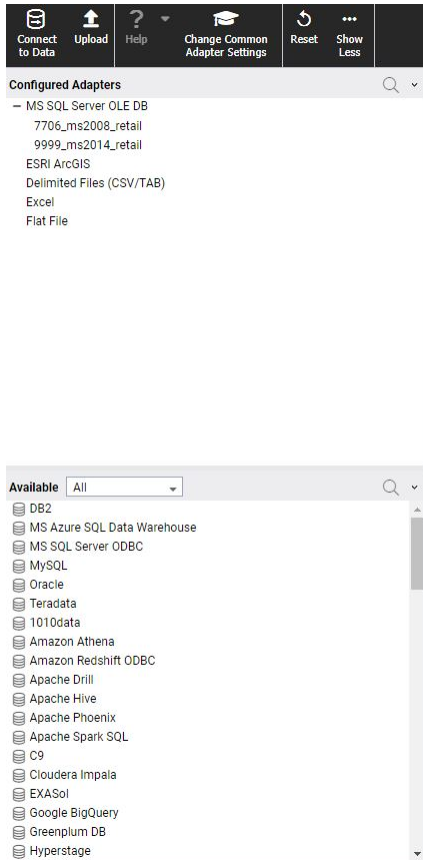 Connect to Data
Upload
Help
Change Common Adapter Settings
Reset
Show Less
Configured Adapters
MS SQL Server OLE DB
7706_ms2008_retail
9999_ms2014_retail
ESRI ArcGIS
Delimited Files (CSV/TAB)
Excel
Flat File
Available All
DB2
MS Azure SQL Data Warehouse
MS SQL Server ODBC
MySQL
Oracle
Teradata
1010data
Amazon Athena
Amazon Redshift ODBC
Apache Drill
Apache Hive
Apache Phoenix
Apache Spark SQL
C9
Cloudera Impala
EXASol
Google BigQuery
Greenplum DB
Hyperstage